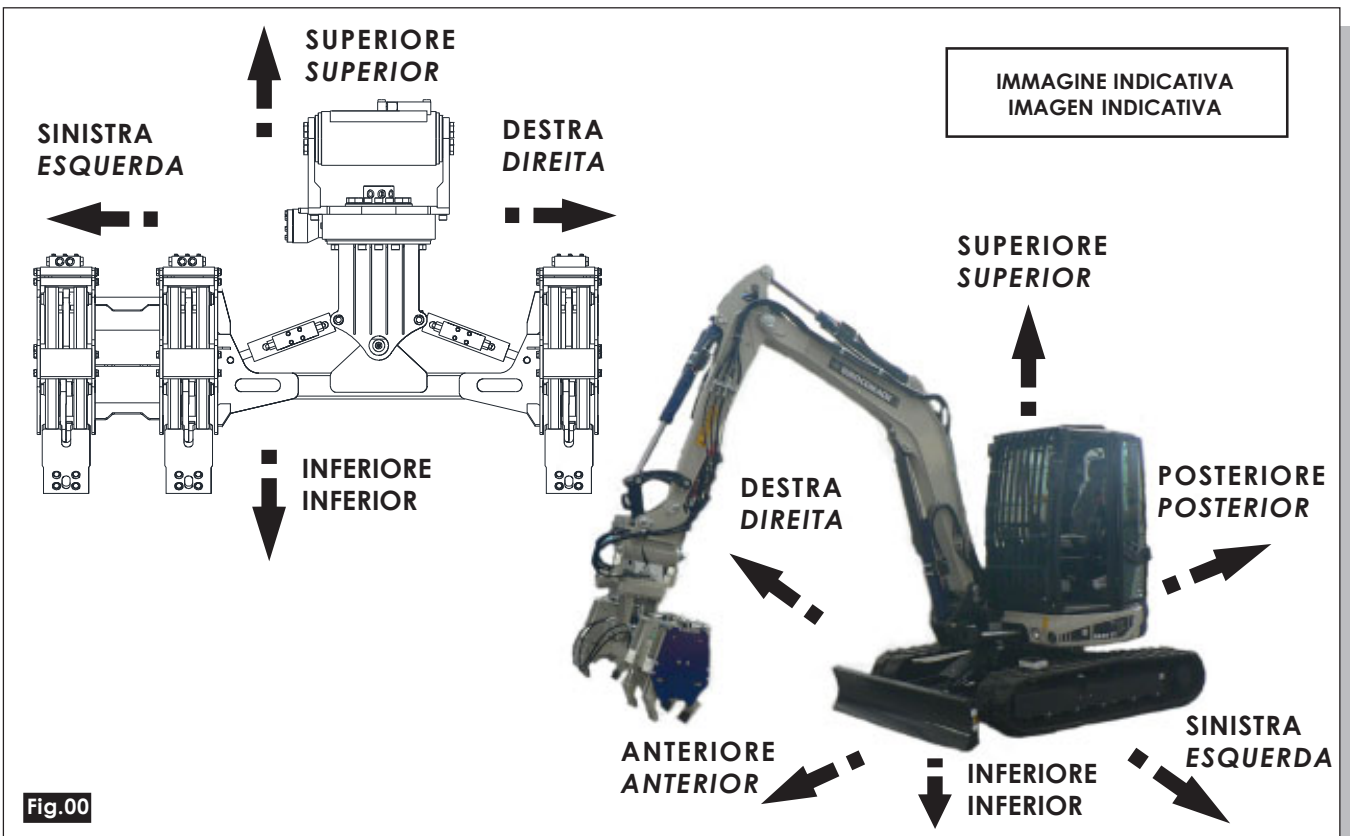 SUPERIORE
SUPERIOR
IMMAGINE INDICATIVA
IMAGEN INDICATIVA
SINISTRA
ESQUERDA
DESTRA
DIREITA
SUPERIORE
SUPERIOR
INFERIORE
INFERIOR
DESTRA
DIREITA
POSTERIORE
POSTERIOR
ANTERIORE
ANTERIOR
INFERIORE
INFERIOR
SINISTRA
ESQUERDA
Fig.00